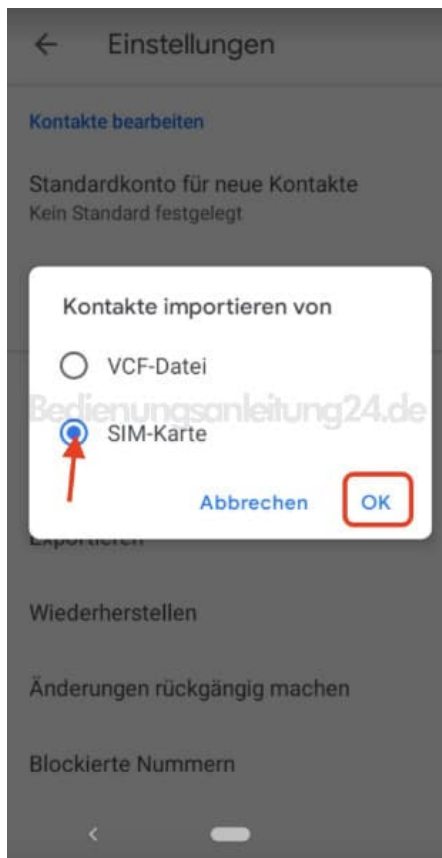 Einstellungen
Kontakte bearbeiten
Standardkonto für neue Kontakte
Kein Standard festgelegt
Kontakte importieren von
VCF-Datei
Bedienungsanleitung24.de
SIM-Karte
Abbrechen OK
Exportieren
Wiederherstellen
Änderungen rückgängig machen
Blockierte Nummern